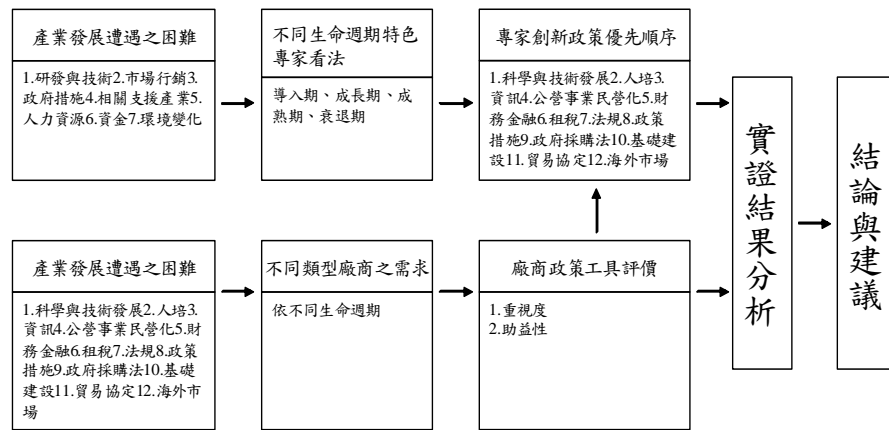 產業發展遭遇之困難
1.研發與技術2.市場行銷3.
政府措施4.相關支援產業5.
人力資源6.資金7.環境變化
不同生命週期特色
專家看法
導入期、成長期、成
熟期、衰退期
專家創新政策優先順序
1.科學與技術發展2.人培3.
資訊4.公營事業民營化5.財
務金融6.租稅7.法規8.政策
措施9.政府採購法10.基礎建
設11.貿易協定12.海外市場
產業發展遭遇之困難
1.科學與技術發展2.人培3.
資訊4.公營事業民營化5.財
務金融6.租稅7.法規8.政策
措施9.政府採購法10.基礎
建設11.貿易協定12.海外市
場
不同類型廠商之需求
依不同生命週期
廠商政策工具評價
1.重視度
2.助益性
實證結果分析
結論與建議